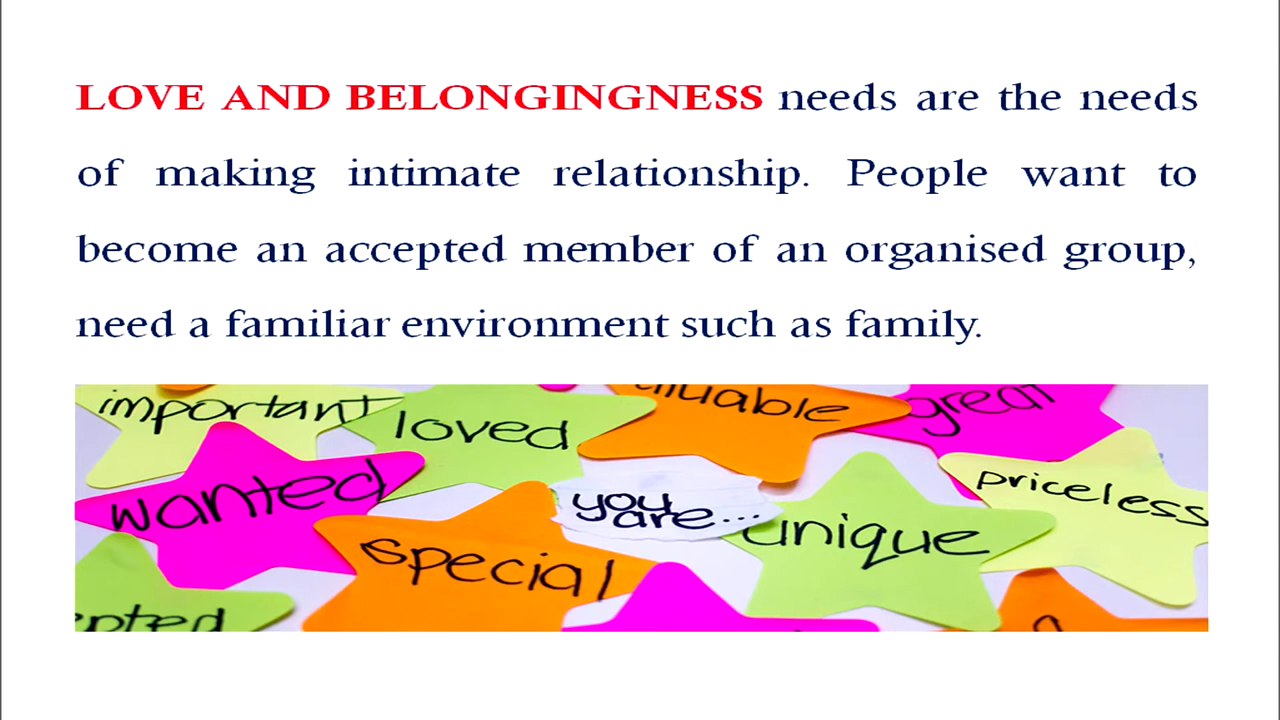 LOVE AND BELONGINGNESS needs are the needs
of making intimate relationship. People want to
become an accepted member of an organised group,
need a familiar environment such as family.
important
loved
great
wanted
you
are...
priceless
special
unique